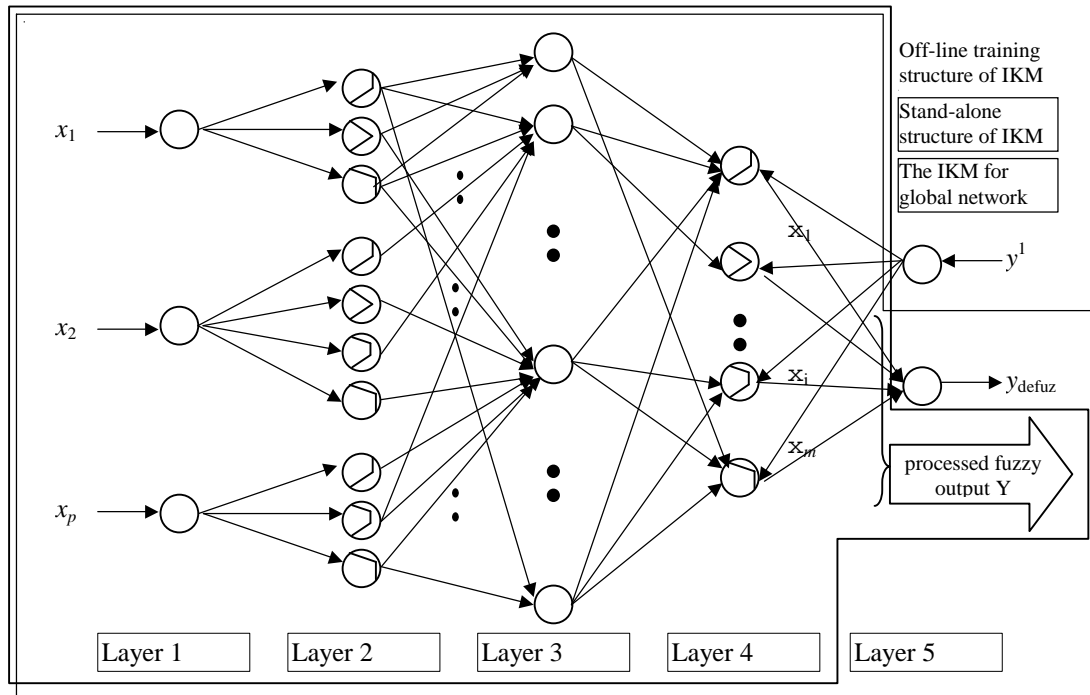 Off-line training
structure of IKM
Stand-alone
structure of IKM
The IKM for
global network
x1
x2
xp
x1
xi
xm
y1
ydefuz
processed fuzzy
output Y
Layer 1
Layer 2
Layer 3
Layer 4
Layer 5